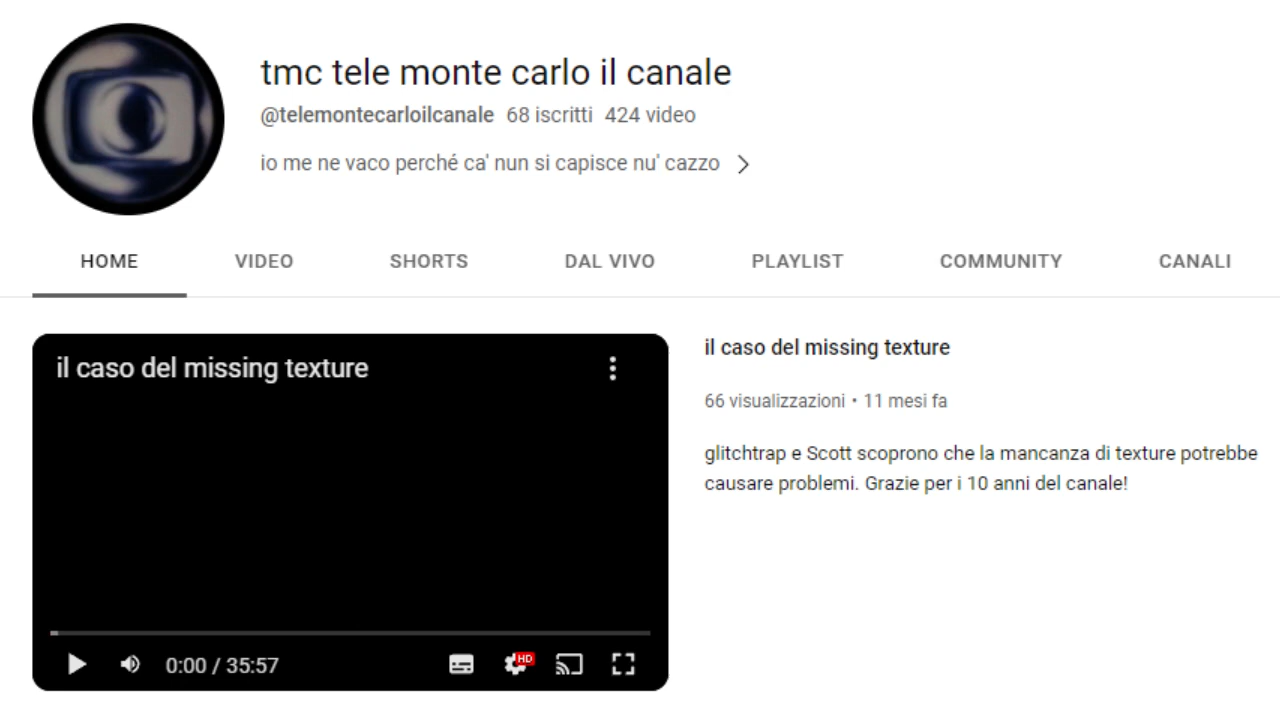 tmc tele monte carlo il canale
@telemontecarloilcanale 68 iscritti 424 video
io me ne vaco perché ca' nun si capisce nu' cazzo
HOME VIDEO SHORTS DAL VIVO PLAYLIST COMMUNITY CANALI
il caso del missing texture
0:00 / 35:57
HD
il caso del missing texture
66 visualizzazioni • 11 mesi fa
glitchtrap e Scott scoprono che la mancanza di texture potrebbe
causare problemi. Grazie per i 10 anni del canale!